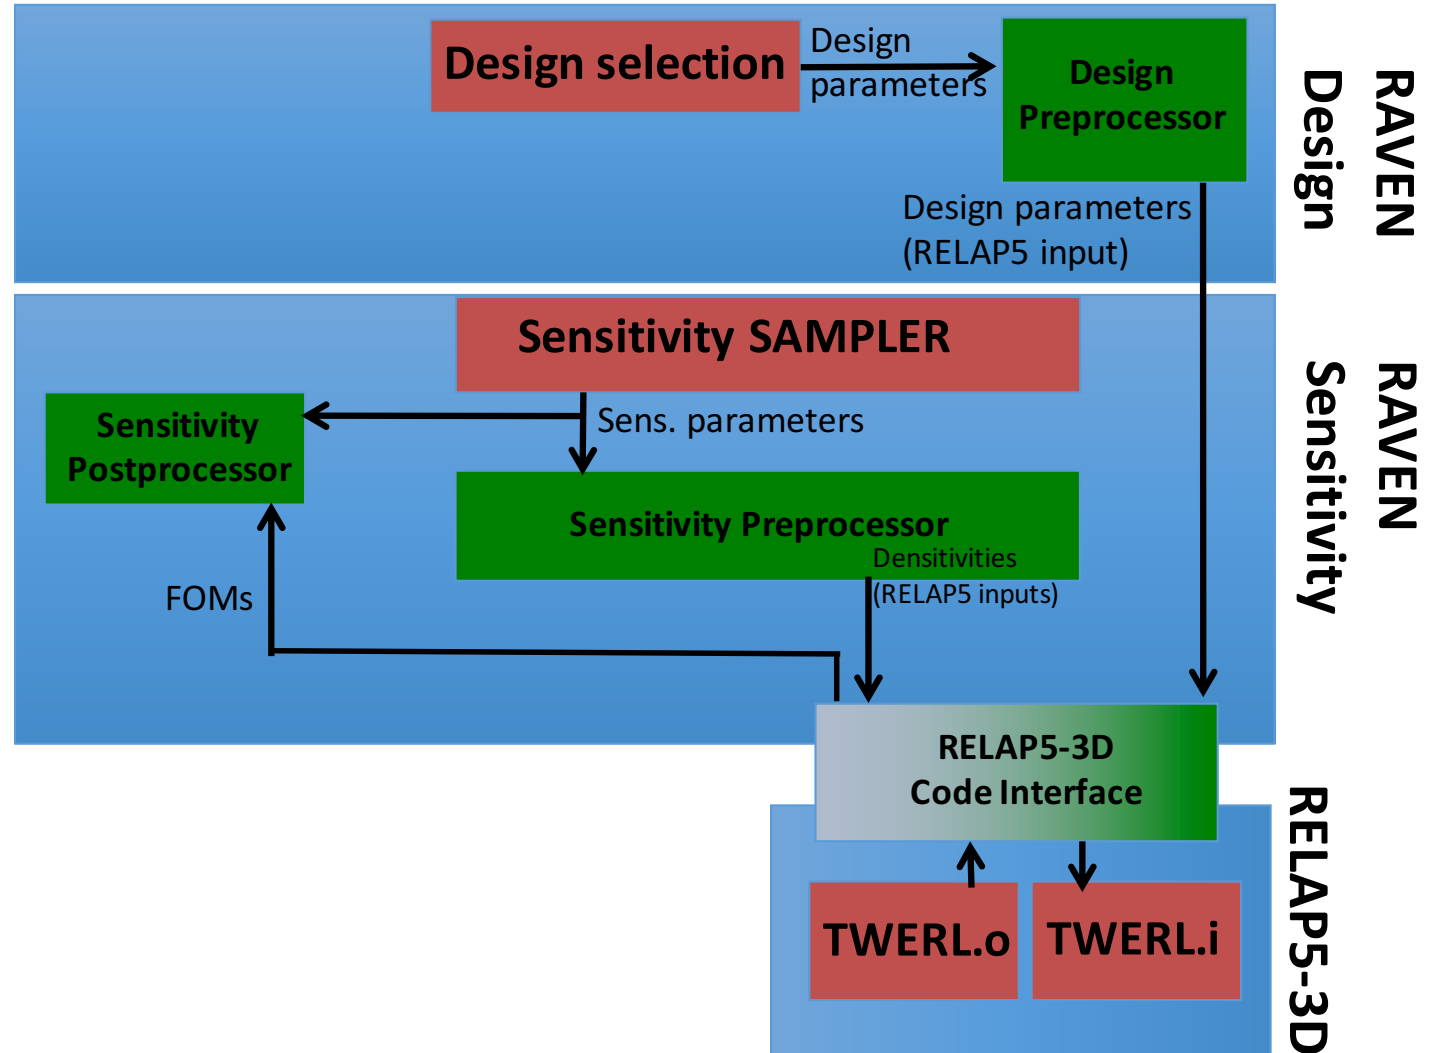 Design selection
Design
parameters
Design
Preprocessor
Design parameters
(RELAP5 input)
RAVEN
Design
Sensitivity SAMPLER
Sensitivity
Postprocessor
Sens. parameters
Sensitivity Preprocessor
Densitivities
(RELAP5 inputs)
FOMs
RAVEN
Sensitivity
RELAP5-3D
Code Interface
TWERL.o
TWERL.i
RELAP5-3D